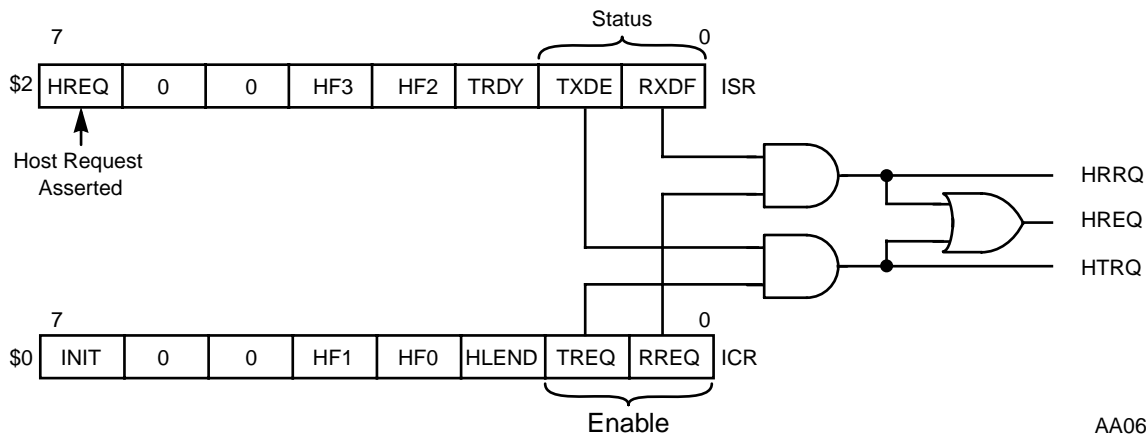 Status
7 0
$2 HREQ 0 0 HF3 HF2 TRDY TXDE RXDF ISR
Host Request
Asserted
HRRQ
HREQ
HTRQ
7 0
$0 INIT 0 0 HF1 HF0 HLEND TREQ RREQ ICR
Enable
AA06